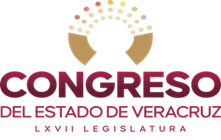 CONGRESO
DEL ESTADO DE VERACRUZ
LXVII LEGISLATURA